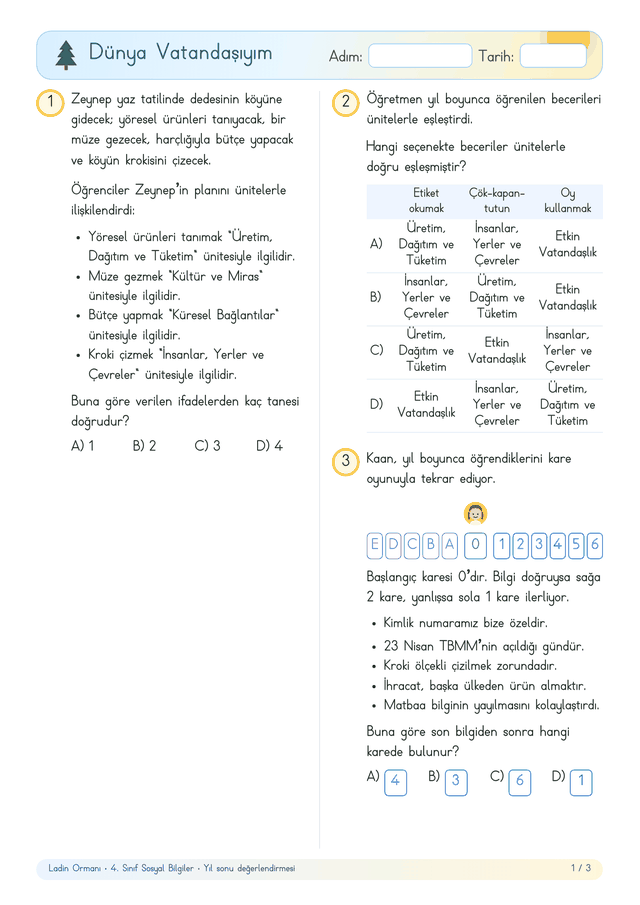 Dünya Vatandaşıyım
Adım:
Tarih:
1
Zeynep yaz tatilinde dedesinin köyüne
gidecek; yöresel ürünleri tanıyacak, bir
müze gezecek, harçlığıyla bütçe yapacak
ve köyün krokisini çizecek.
Öğrenciler Zeynep'in planını ünitelerle
ilişkilendirdi:
• Yöresel ürünleri tanımak "Üretim,
Dağıtım ve Tüketim" ünitesiyle ilgilidir.
• Müze gezmek "Kültür ve Miras"
ünitesiyle ilgilidir.
• Bütçe yapmak "Küresel Bağlantılar"
ünitesiyle ilgilidir.
• Kroki çizmek "İnsanlar, Yerler ve
Çevreler" ünitesiyle ilgilidir.
Buna göre verilen ifadelerden kaç tanesi
doğrudur?
A) 1 B) 2 C) 3 D) 4
2
Öğretmen yıl boyunca öğrenilen becerileri
ünitelerle eşleştirdi.
Hangi seçenekte beceriler ünitelerle
doğru eşleşmiştir?
Etiket okumak
Çök-kapan-tutun
Oy kullanmak
A) Üretim, Dağıtım ve Tüketim
İnsanlar, Yerler ve Çevreler
Etkin Vatandaşlık
B) İnsanlar, Yerler ve Çevreler
Üretim, Dağıtım ve Tüketim
Etkin Vatandaşlık
C) Üretim, Dağıtım ve Tüketim
Etkin Vatandaşlık
İnsanlar, Yerler ve Çevreler
D) Etkin Vatandaşlık
İnsanlar, Yerler ve Çevreler
Üretim, Dağıtım ve Tüketim
3
Kaan, yıl boyunca öğrendiklerini kare
oyunuyla tekrar ediyor.
E D C B A 0 1 2 3 4 5 6
Başlangıç karesi 0'dır. Bilgi doğruysa sağa
2 kare, yanlışsa sola 1 kare ilerliyor.
• Kimlik numaramız bize özeldir.
• 23 Nisan TBMM'nin açıldığı gündür.
• Kroki ölçekli çizilmek zorundadır.
• İhracat, başka ülkeden ürün almaktır.
• Matbaa bilginin yayılmasını kolaylaştırdı.
Buna göre son bilgiden sonra hangi
karede bulunur?
A) 4 B) 3 C) 6 D) 1
Ladin Ormanı • 4. Sınıf Sosyal Bilgiler • Yıl sonu değerlendirmesi
1 / 3